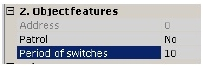 2. Objectfeatures
Address 0
Patrol No
Period of switches 10